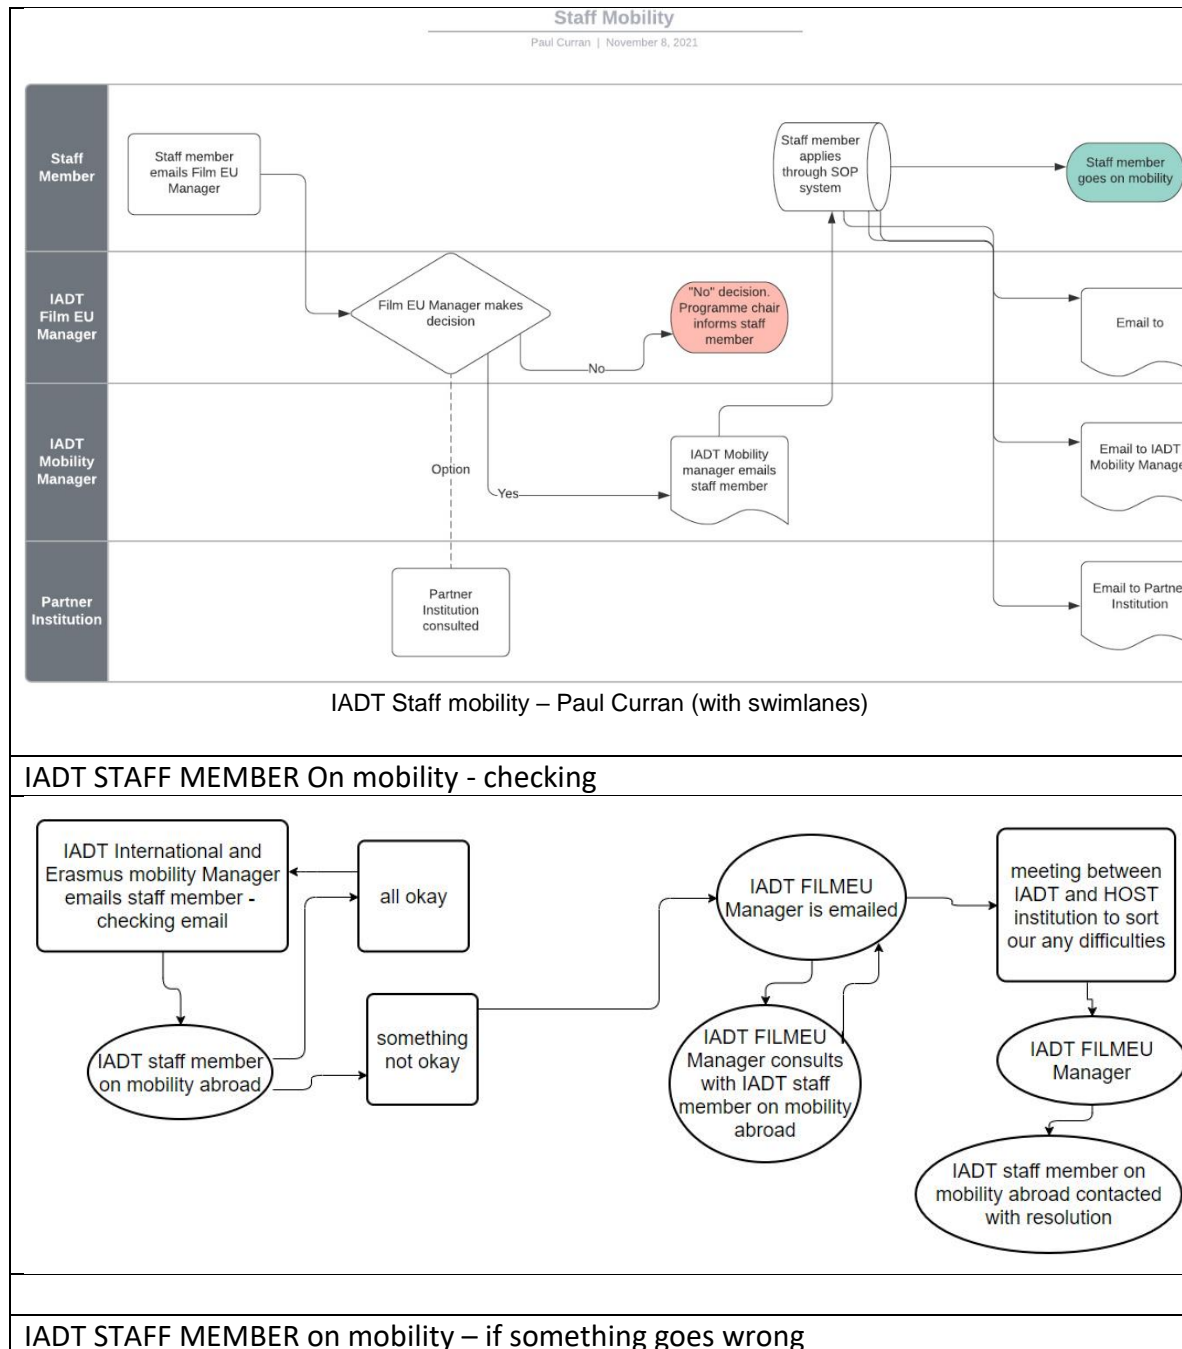 Staff Mobility
Paul Curran | November 8, 2021
Staff
Member
Staff member
emails Film EU
Manager
Staff member
applies
through SOP
system
Staff member
goes on mobility
IADT
Film EU
Manager
Film EU Manager makes
decision
"No" decision.
Programme chair
informs staff
member
Email to
No
IADT
Mobility
Manager
Option
Yes
IADT Mobility
manager emails
staff member
Email to IADT
Mobility Manage
Partner
Institution
Partner
Institution
consulted
Email to Partne
Institution
IADT Staff mobility – Paul Curran (with swimlanes)
IADT STAFF MEMBER On mobility - checking
IADT International and
Erasmus mobility Manager
emails staff member -
checking email
all okay
IADT staff member
on mobility abroad
something
not okay
IADT FILMEU
Manager is emailed
IADT FILMEU
Manager consults
with IADT staff
member on mobility
abroad
meeting between
IADT and HOST
institution to sort
our any difficulties
IADT FILMEU
Manager
IADT staff member on
mobility abroad contacted
with resolution
IADT STAFF MEMBER on mobility – if something goes wrong